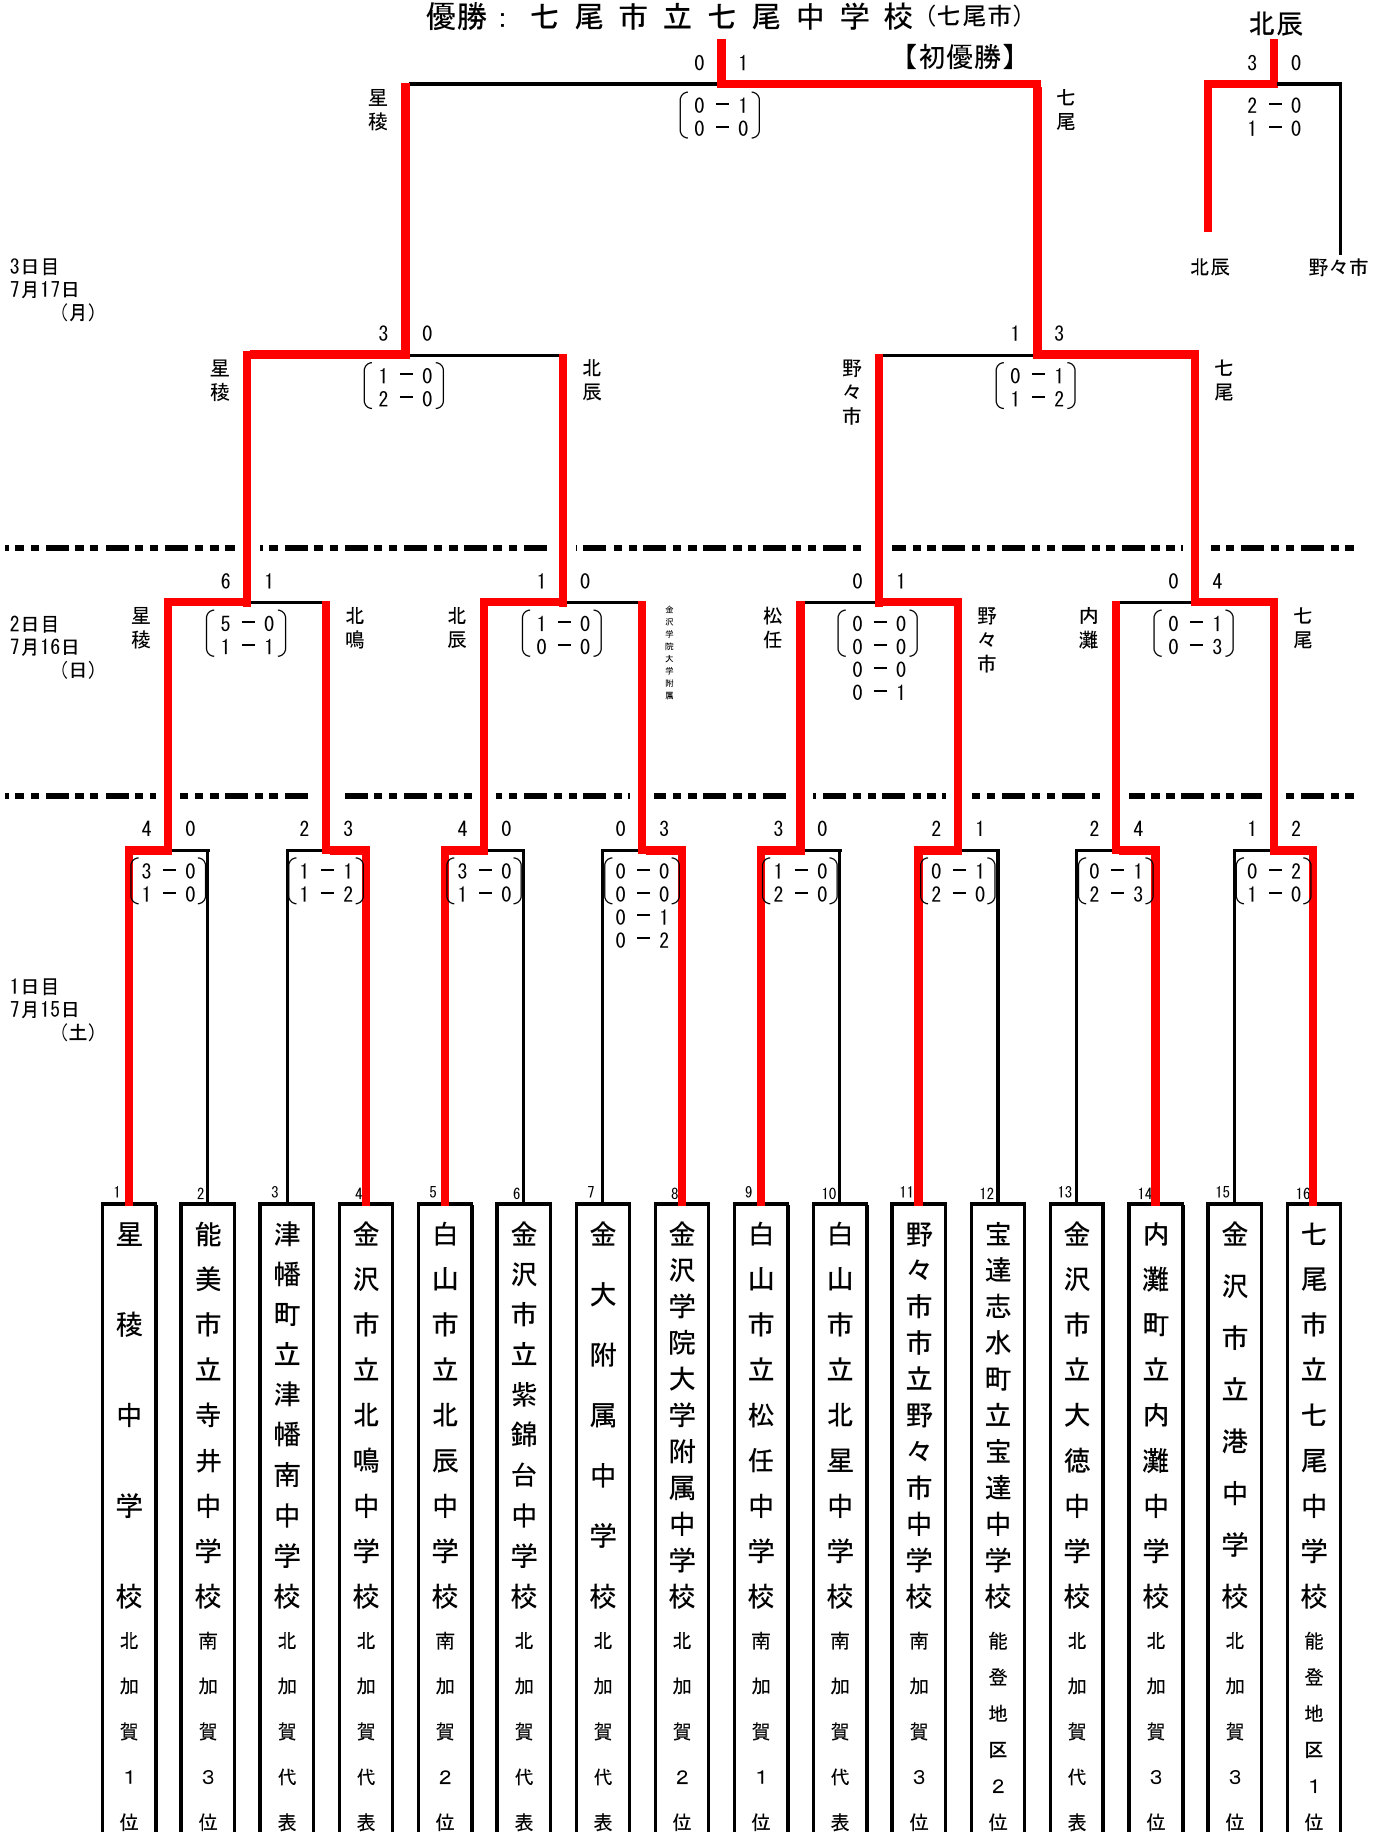 優勝：七尾市立七尾中学校（七尾市）
北辰
【初優勝】
0 1
3 0
星稜
七尾
0 － 1
0 － 0
2 － 0
1 － 0
3日目
7月17日
（月）
北辰
野々市
3 0
1 3
星稜
1 － 0
2 － 0
北辰
野々市
0 － 1
1 － 2
七尾
2日目
7月16日
（日）
6 1
1 0
0 1
0 4
星稜
5 － 0
1 － 1
北鳴
北辰
1 － 0
0 － 0
金沢学院大学附属
松任
0 － 0
0 － 0
0 － 0
0 － 1
野々市
内灘
0 － 1
0 － 3
七尾
1日目
7月15日
（土）
4 0
2 3
4 0
0 3
3 0
2 1
2 4
1 2
3 － 0
1 － 0
1 － 1
1 － 2
3 － 0
1 － 0
0 － 0
0 － 0
0 － 1
0 － 2
1 － 0
2 － 0
0 － 1
2 － 0
0 － 1
2 － 3
0 － 2
1 － 0
1
星稜中学校
北加賀1位
2
能美市立寺井中学校
南加賀3位
3
津幡町立津幡南中学校
北加賀代表
4
金沢市立北鳴中学校
北加賀代表
5
白山市立北辰中学校
南加賀2位
6
金沢市立紫錦台中学校
北加賀代表
7
金大附属中学校
北加賀代表
8
金沢学院大学附属中学校
北加賀2位
9
白山市立松任中学校
南加賀1位
10
白山市立北星中学校
南加賀代表
11
野々市市立野々市中学校
南加賀3位
12
宝達志水町立宝達中学校
能登地区2位
13
金沢市立大徳中学校
北加賀代表
14
内灘町立内灘中学校
北加賀3位
15
金沢市立港中学校
北加賀3位
16
七尾市立七尾中学校
能登地区1位